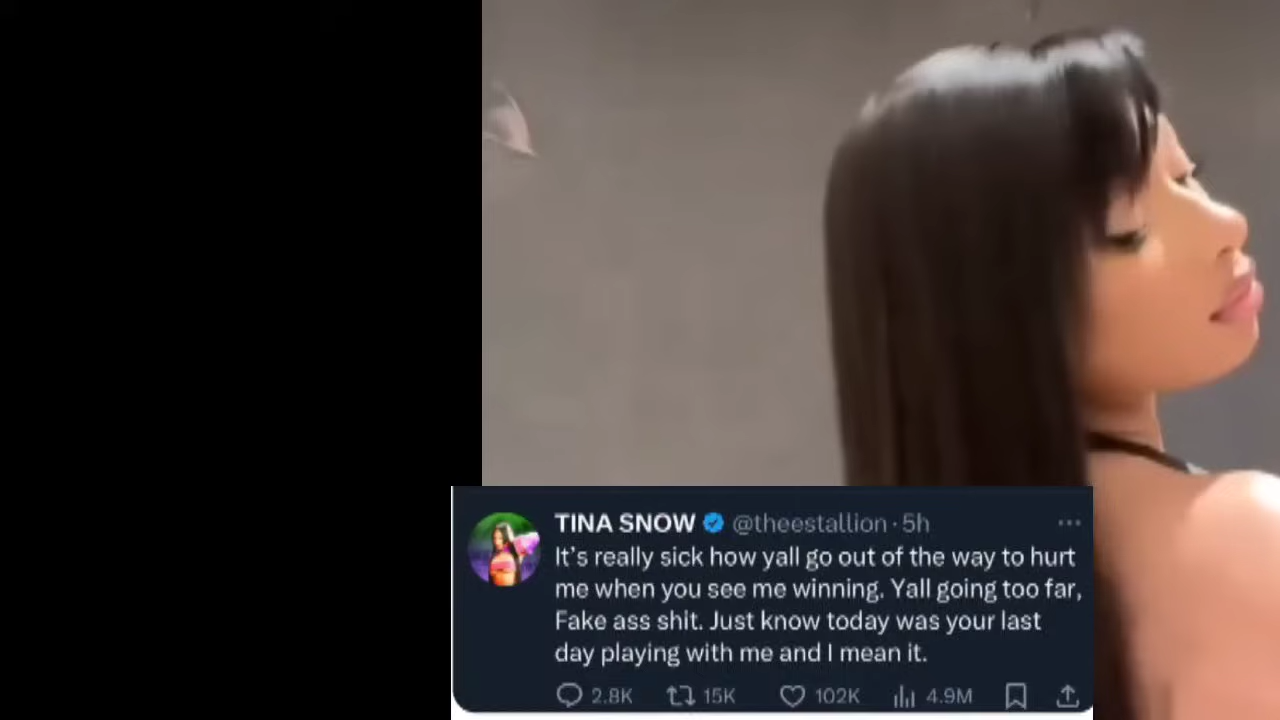 TINA SNOW @theestallion · 5h
It's really sick how yall go out of the way to hurt
me when you see me winning. Yall going too far,
Fake ass shit. Just know today was your last
day playing with me and I mean it.
2.8K 15K 102K 4.9M